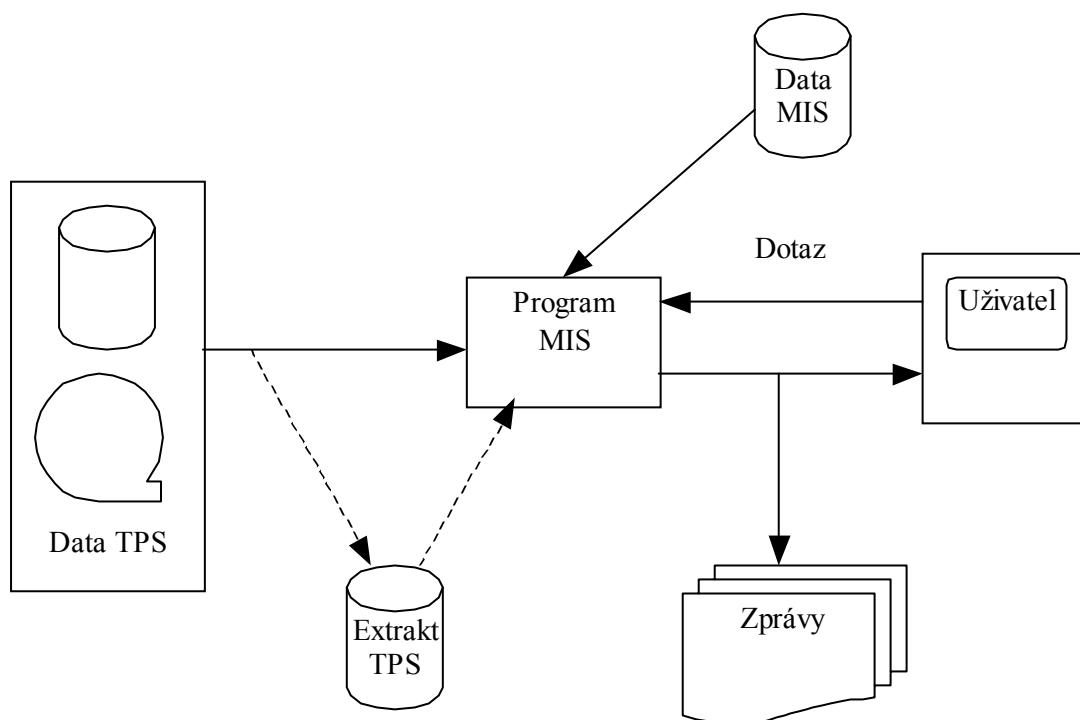 Data
MIS
Dotaz
Uživatel
Program
MIS
Data TPS
Extrakt
TPS
Zprávy